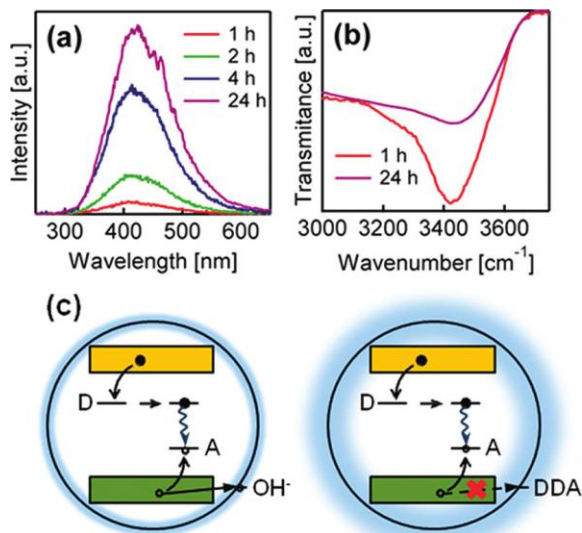 (a)
1 h
2 h
4 h
24 h
Intensity [a.u.]
300 400 500 600
Wavelength [nm]
(b)
1 h
24 h
Transmitance [a.u.]
3000 3200 3400 3600
Wavenumber [cm⁻¹]
(c)
D
A
OH⁻
D
A
DDA